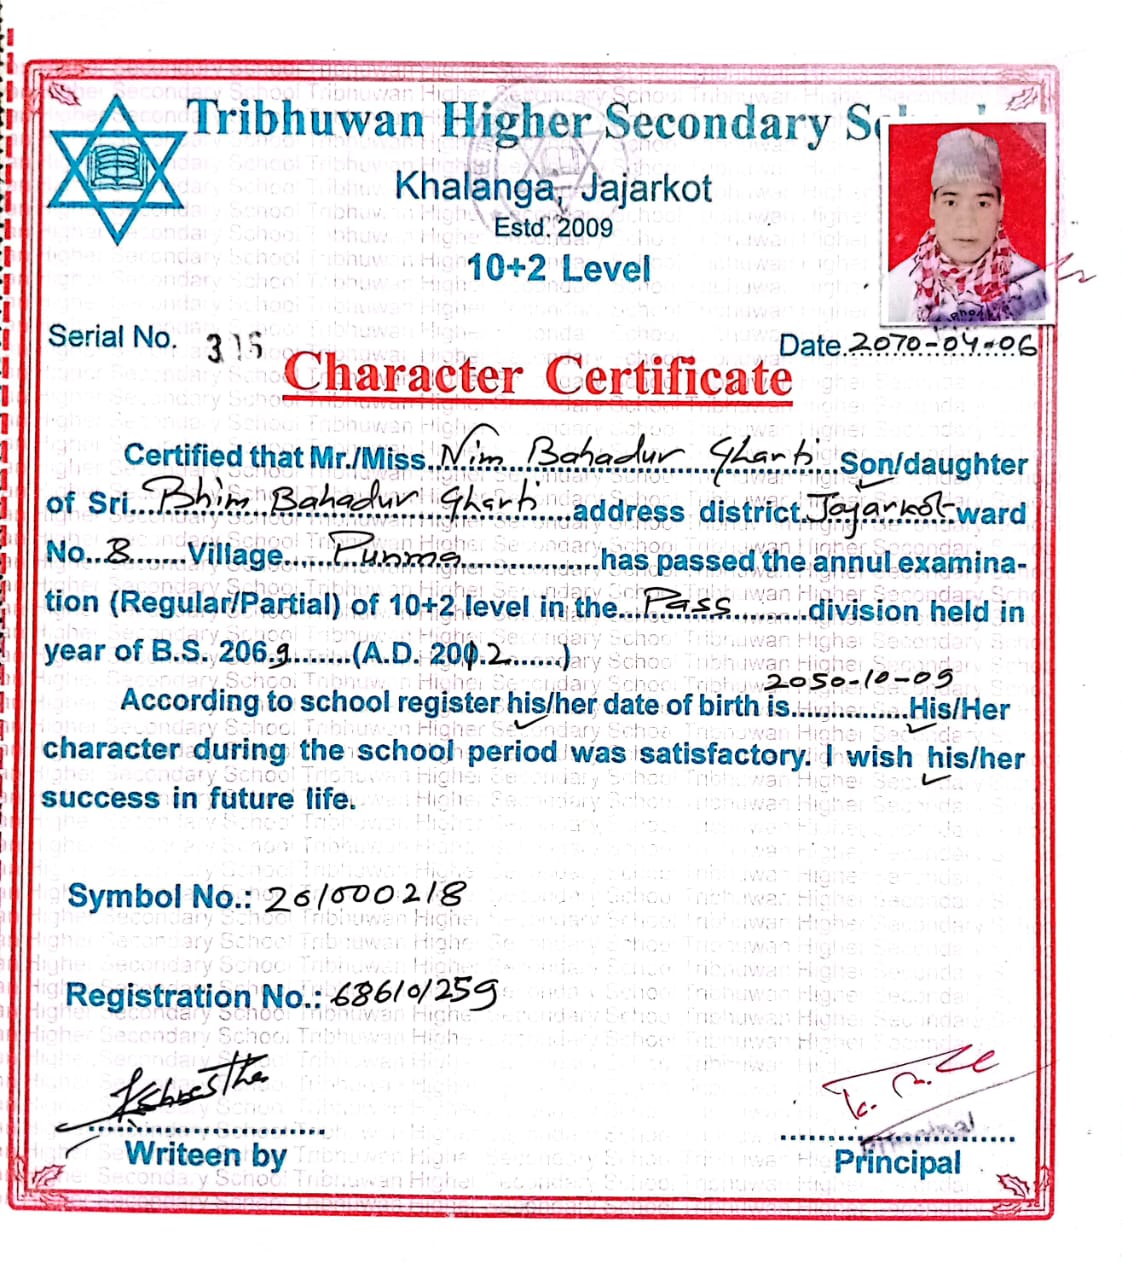 Tribhuwan Higher Secondary S
Khalanga, Jajarkot
Estd. 2009
10+2 Level
Serial No. 315
Date. 2070-04-06
Character Certificate
Certified that Mr./Miss. Nim Bahadur Gharti Son/daughter
of Sri. Bhim Bahadur Gharti address district. Jajarkot ward
No. 8 Village. Punma has passed the annul examina-
tion (Regular/Partial) of 10+2 level in the. Pass division held in
year of B.S. 2069 (A.D. 2012)
2050-10-09
According to school register his/her date of birth is His/Her
character during the school period was satisfactory. I wish his/her
success in future life.
Symbol No.: 261000218
Registration No.: 686101259
Writeen by
Principal
Principal